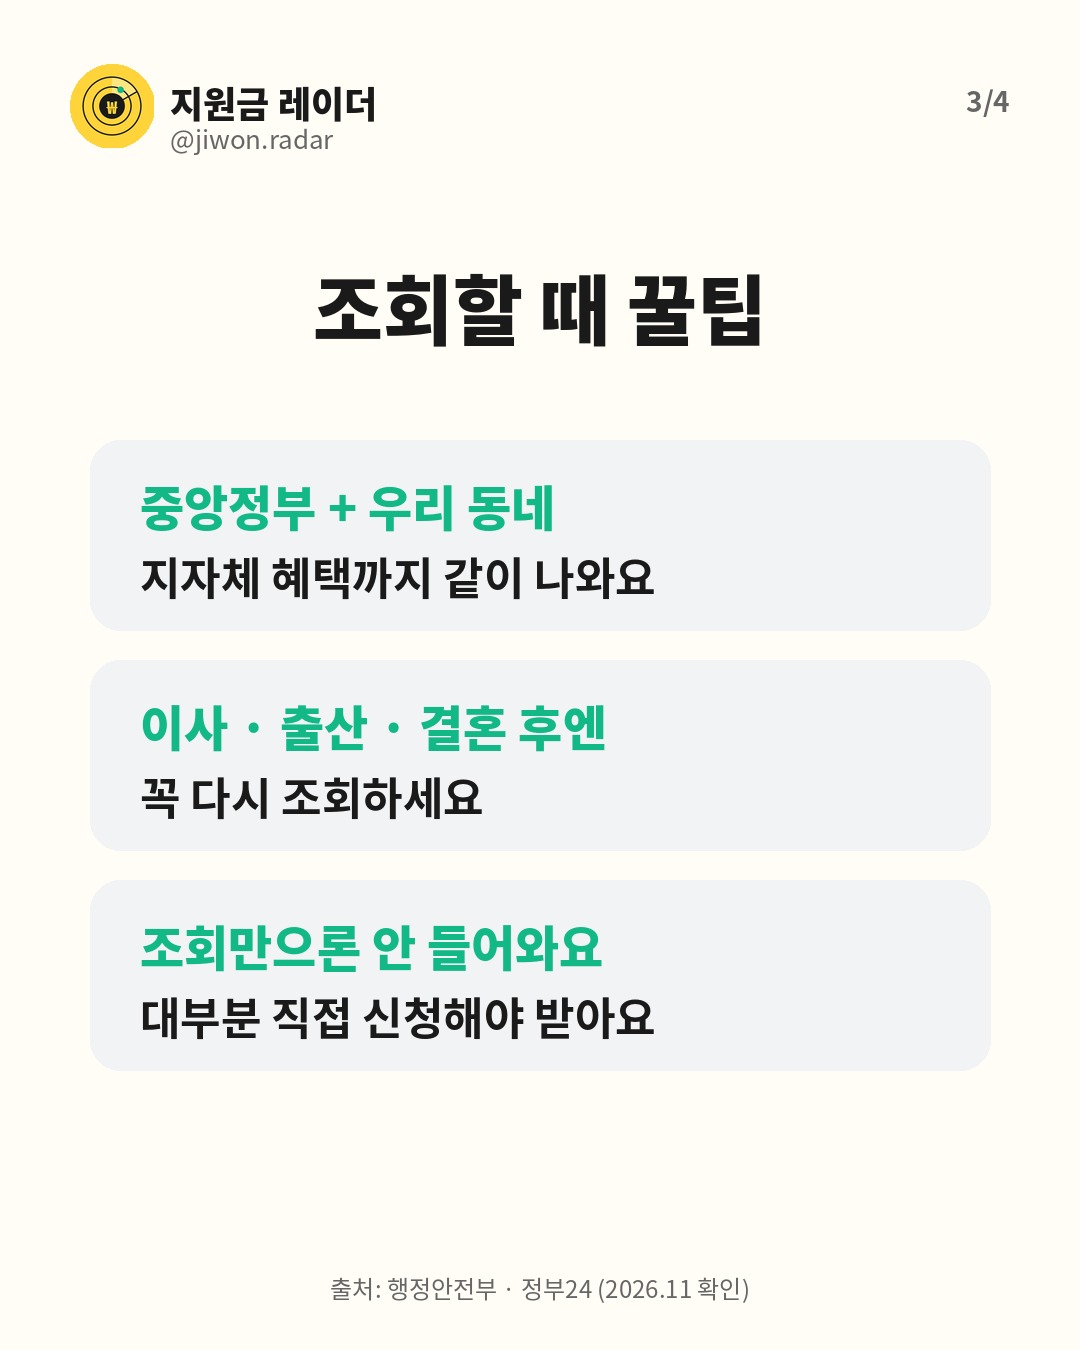 ₩
지원금 레이더
@jiwon.radar
3/4
조회할 때 꿀팁
중앙정부 + 우리 동네
지자체 혜택까지 같이 나와요
이사 · 출산 · 결혼 후엔
꼭 다시 조회하세요
조회만으론 안 들어와요
대부분 직접 신청해야 받아요
출처: 행정안전부 · 정부24 (2026.11 확인)